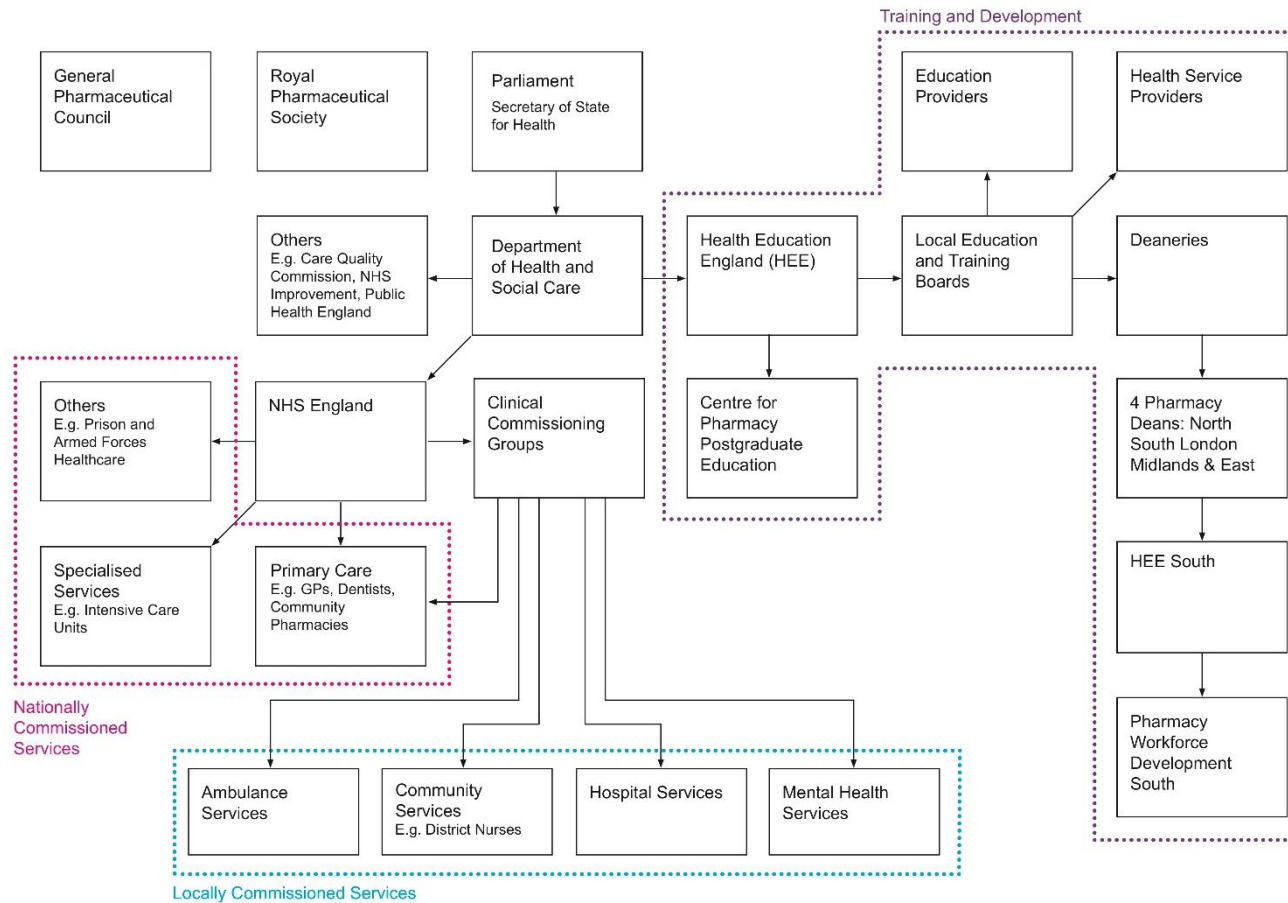 Training and Development
General
Pharmaceutical
Council
Royal
Pharmaceutical
Society
Parliament
Secretary of State
for Health
Education
Providers
Health Service
Providers
Others
E.g. Care Quality
Commission, NHS
Improvement, Public
Health England
Department
of Health and
Social Care
Health Education
England (HEE)
Local Education
and Training
Boards
Deaneries
Others
E.g. Prison and
Armed Forces
Healthcare
NHS England
Clinical
Commissioning
Groups
Centre for
Pharmacy
Postgraduate
Education
4 Pharmacy
Deans: North
South London
Midlands & East
Specialised
Services
E.g. Intensive Care
Units
Primary Care
E.g. GPs, Dentists,
Community
Pharmacies
HEE South
Nationally
Commissioned
Services
Pharmacy
Workforce
Development
South
Ambulance
Services
Community
Services
E.g. District Nurses
Hospital Services
Mental Health
Services
Locally Commissioned Services